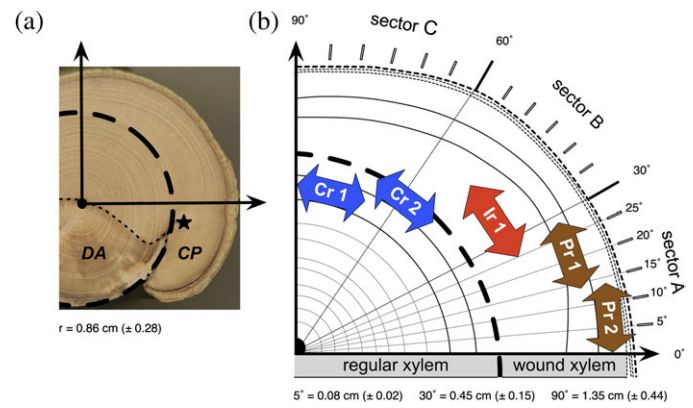 (a)
DA
CP
r = 0.86 cm (± 0.28)
(b)
90˚
sector C
60˚
sector B
30˚
25˚
20˚
sector A
15˚
10˚
5˚
0˚
Cr 1
Cr 2
Ir 1
Pr 1
Pr 2
regular xylem
wound xylem
5˚ = 0.08 cm (± 0.02) 30˚ = 0.45 cm (± 0.15) 90˚ = 1.35 cm (± 0.44)